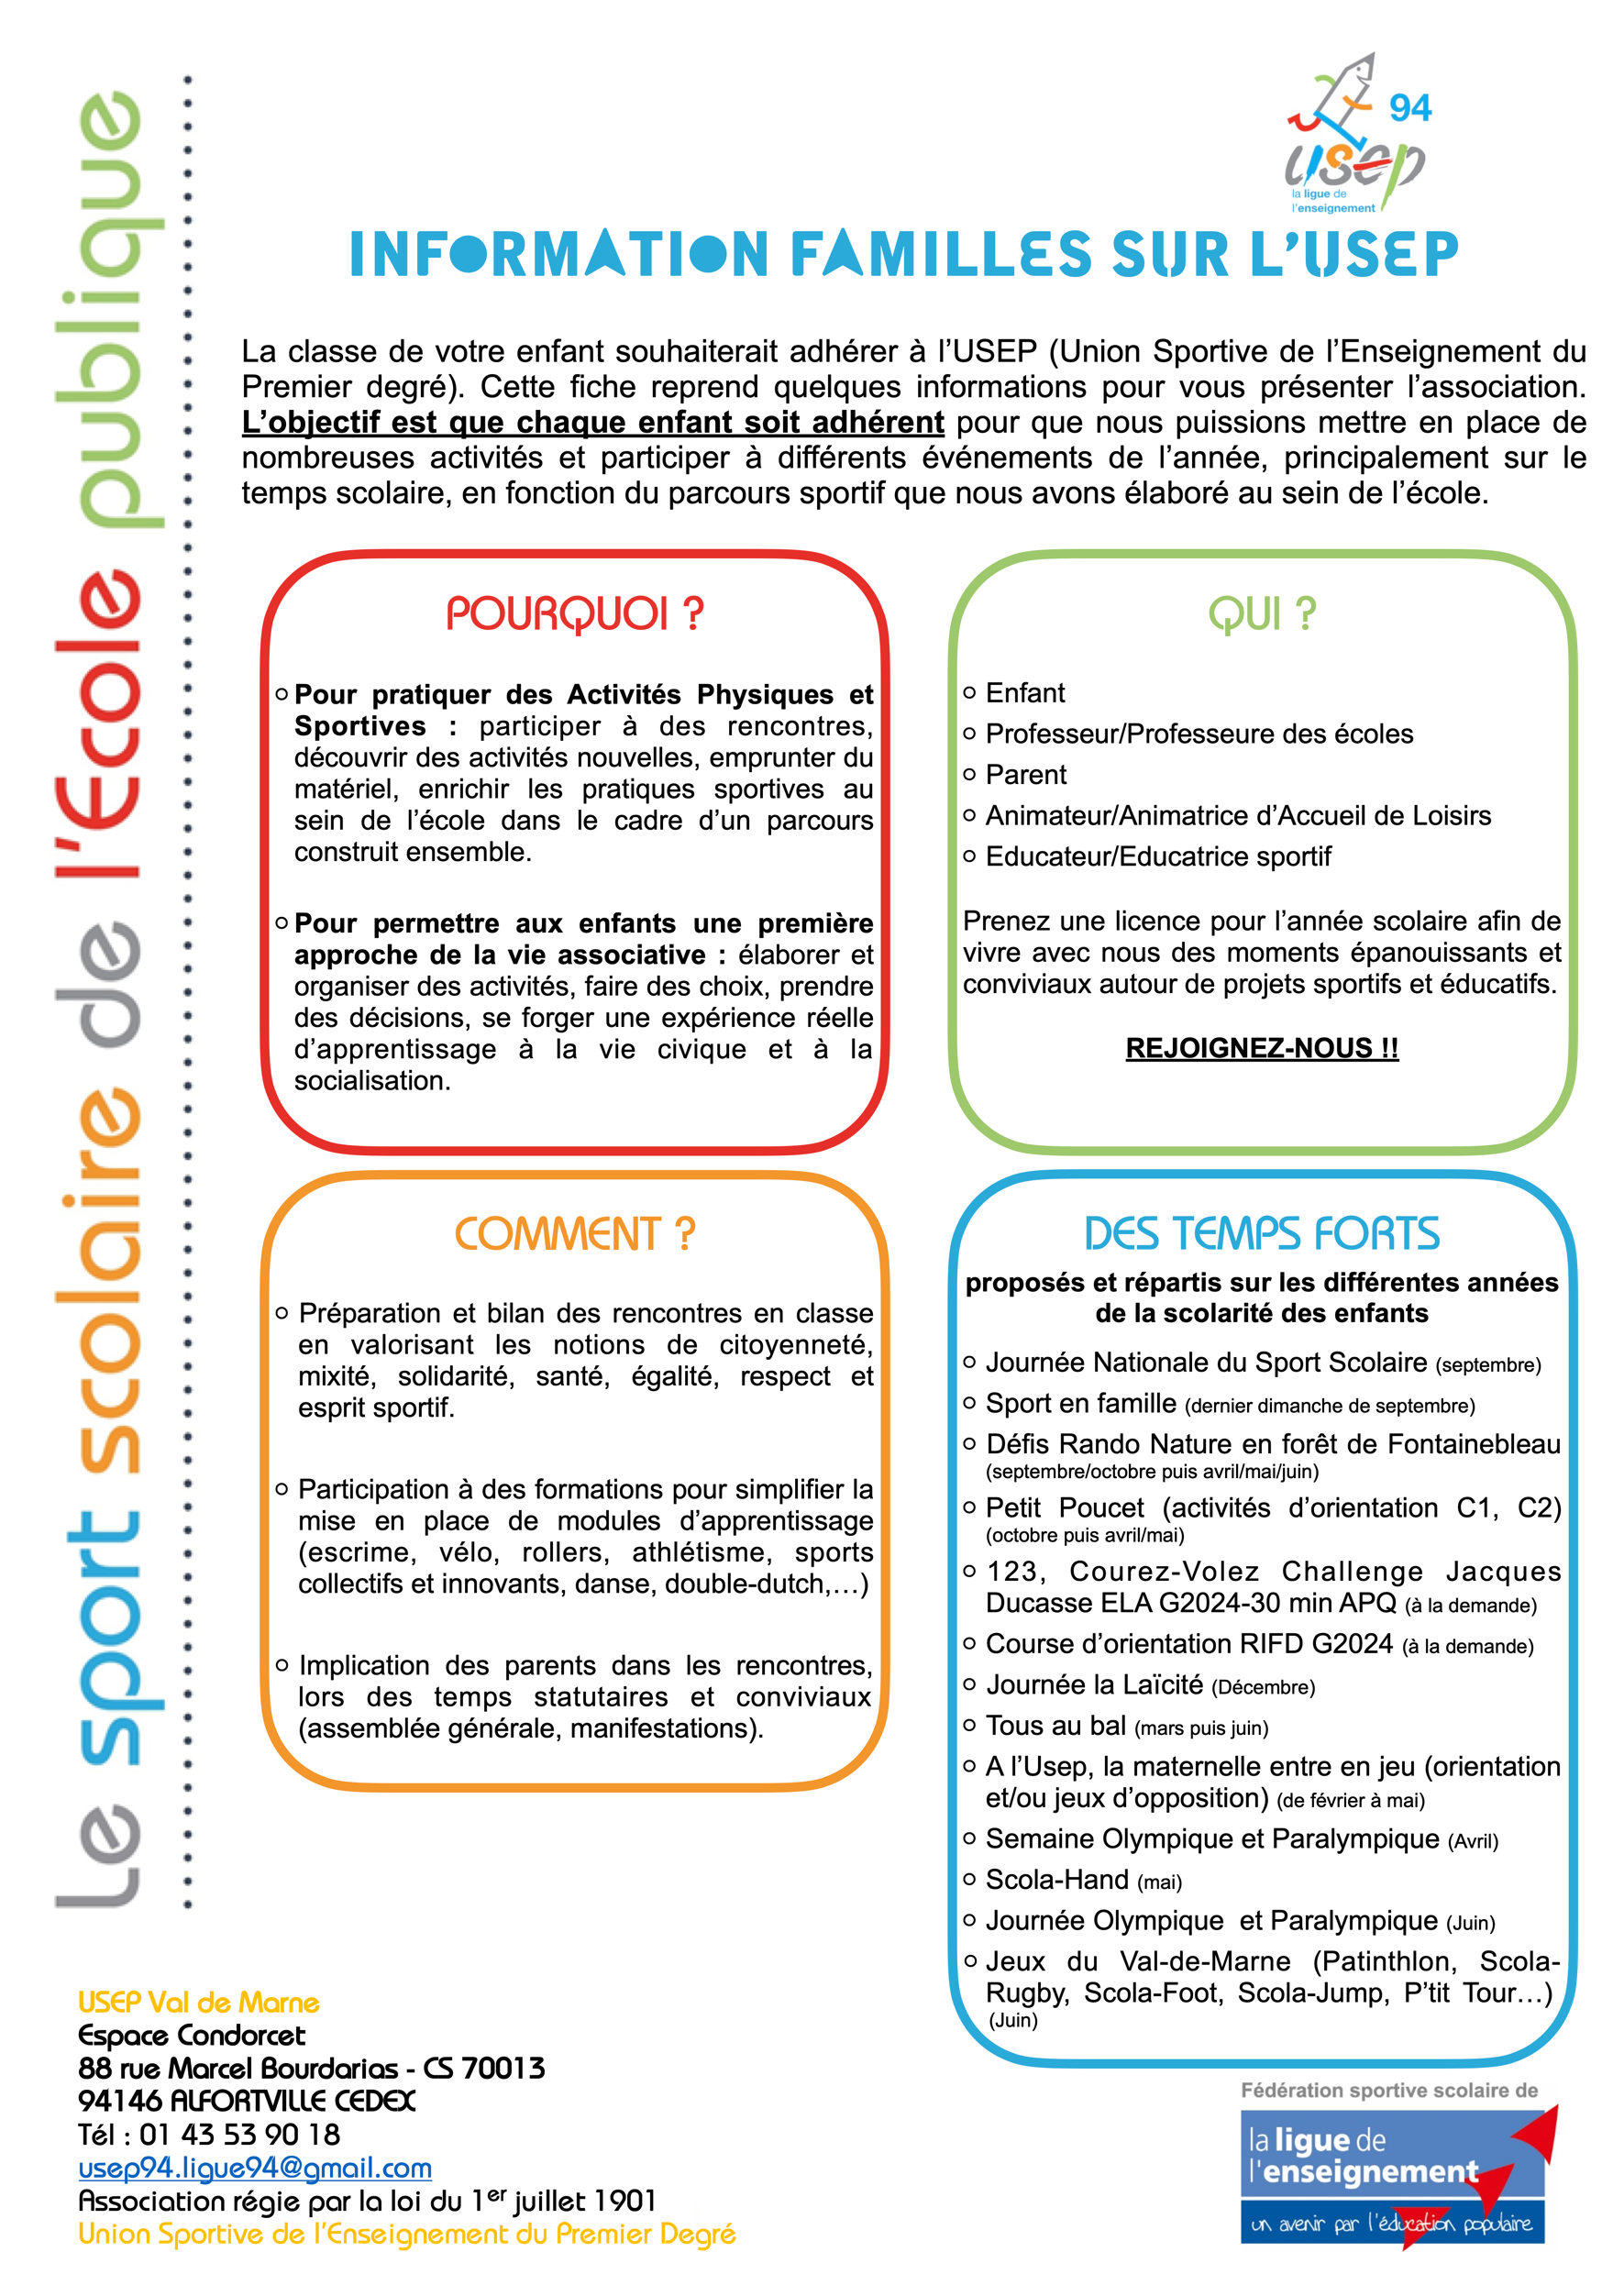 Le sport scolaire de l'Ecole publique
94
usep
la ligue de
l'enseignement
INFORMATION FAMILLES SUR L'USEP
La classe de votre enfant souhaiterait adhérer à l'USEP (Union Sportive de l'Enseignement du
Premier degré). Cette fiche reprend quelques informations pour vous présenter l'association.
L'objectif est que chaque enfant soit adhérent pour que nous puissions mettre en place de
nombreuses activités et participer à différents événements de l'année, principalement sur le
temps scolaire, en fonction du parcours sportif que nous avons élaboré au sein de l'école.
POURQUOI ?
Pour pratiquer des Activités Physiques et
Sportives : participer à des rencontres,
découvrir des activités nouvelles, emprunter du
matériel, enrichir les pratiques sportives au
sein de l'école dans le cadre d'un parcours
construit ensemble.
Pour permettre aux enfants une première
approche de la vie associative : élaborer et
organiser des activités, faire des choix, prendre
des décisions, se forger une expérience réelle
d'apprentissage à la vie civique et à la
socialisation.
QUI ?
Enfant
Professeur/Professeure des écoles
Parent
Animateur/Animatrice d'Accueil de Loisirs
Educateur/Educatrice sportif
Prenez une licence pour l'année scolaire afin de
vivre avec nous des moments épanouissants et
conviviaux autour de projets sportifs et éducatifs.
REJOIGNEZ-NOUS !!
COMMENT ?
Préparation et bilan des rencontres en classe
en valorisant les notions de citoyenneté,
mixité, solidarité, santé, égalité, respect et
esprit sportif.
Participation à des formations pour simplifier la
mise en place de modules d'apprentissage
(escrime, vélo, rollers, athlétisme, sports
collectifs et innovants, danse, double-dutch,…)
Implication des parents dans les rencontres,
lors des temps statutaires et conviviaux
(assemblée générale, manifestations).
DES TEMPS FORTS
proposés et répartis sur les différentes années
de la scolarité des enfants
Journée Nationale du Sport Scolaire (septembre)
Sport en famille (dernier dimanche de septembre)
Défis Rando Nature en forêt de Fontainebleau
(septembre/octobre puis avril/mai/juin)
Petit Poucet (activités d'orientation C1, C2)
(octobre puis avril/mai)
123, Courez-Volez Challenge Jacques
Ducasse ELA G2024-30 min APQ (à la demande)
Course d'orientation RIFD G2024 (à la demande)
Journée la Laïcité (Décembre)
Tous au bal (mars puis juin)
A l'Usep, la maternelle entre en jeu (orientation
et/ou jeux d'opposition) (de février à mai)
Semaine Olympique et Paralympique (Avril)
Scola-Hand (mai)
Journée Olympique et Paralympique (Juin)
Jeux du Val-de-Marne (Patinthlon, Scola-
Rugby, Scola-Foot, Scola-Jump, P'tit Tour…)
(Juin)
USEP Val de Marne
Espace Condorcet
88 rue Marcel Bourdarias - CS 70013
94146 ALFORTVILLE CEDEX
Tél : 01 43 53 90 18
usep94.ligue94@gmail.com
Association régie par la loi du 1er juillet 1901
Union Sportive de l'Enseignement du Premier Degré
Fédération sportive scolaire de
la ligue de
l'enseignement
un avenir par l'éducation populaire